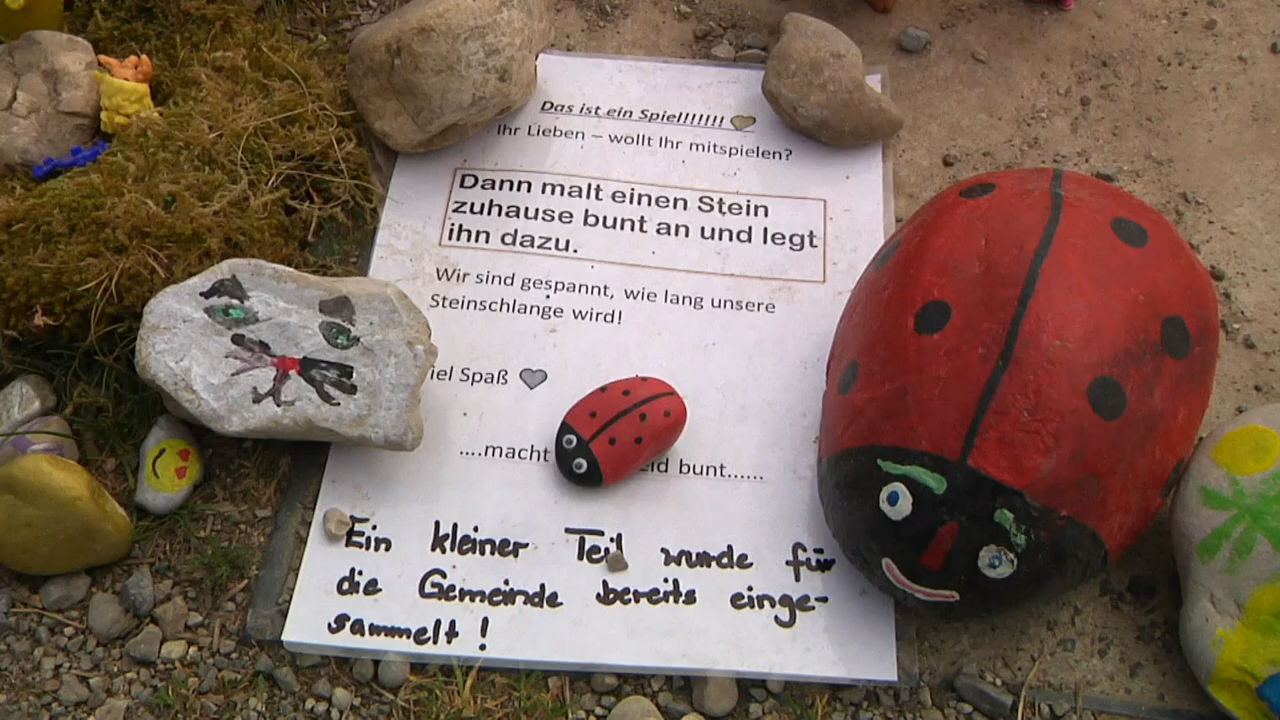 Das ist ein Spiel!!!!!!!
Ihr Lieben – wollt Ihr mitspielen?
Dann malt einen Stein
zuhause bunt an und legt
ihn dazu.
Wir sind gespannt, wie lang unsere
Steinschlange wird!
iel Spaß
....macht bunt......
Ein kleiner Teil wurde für
die Gemeinde bereits einge-
sammelt !